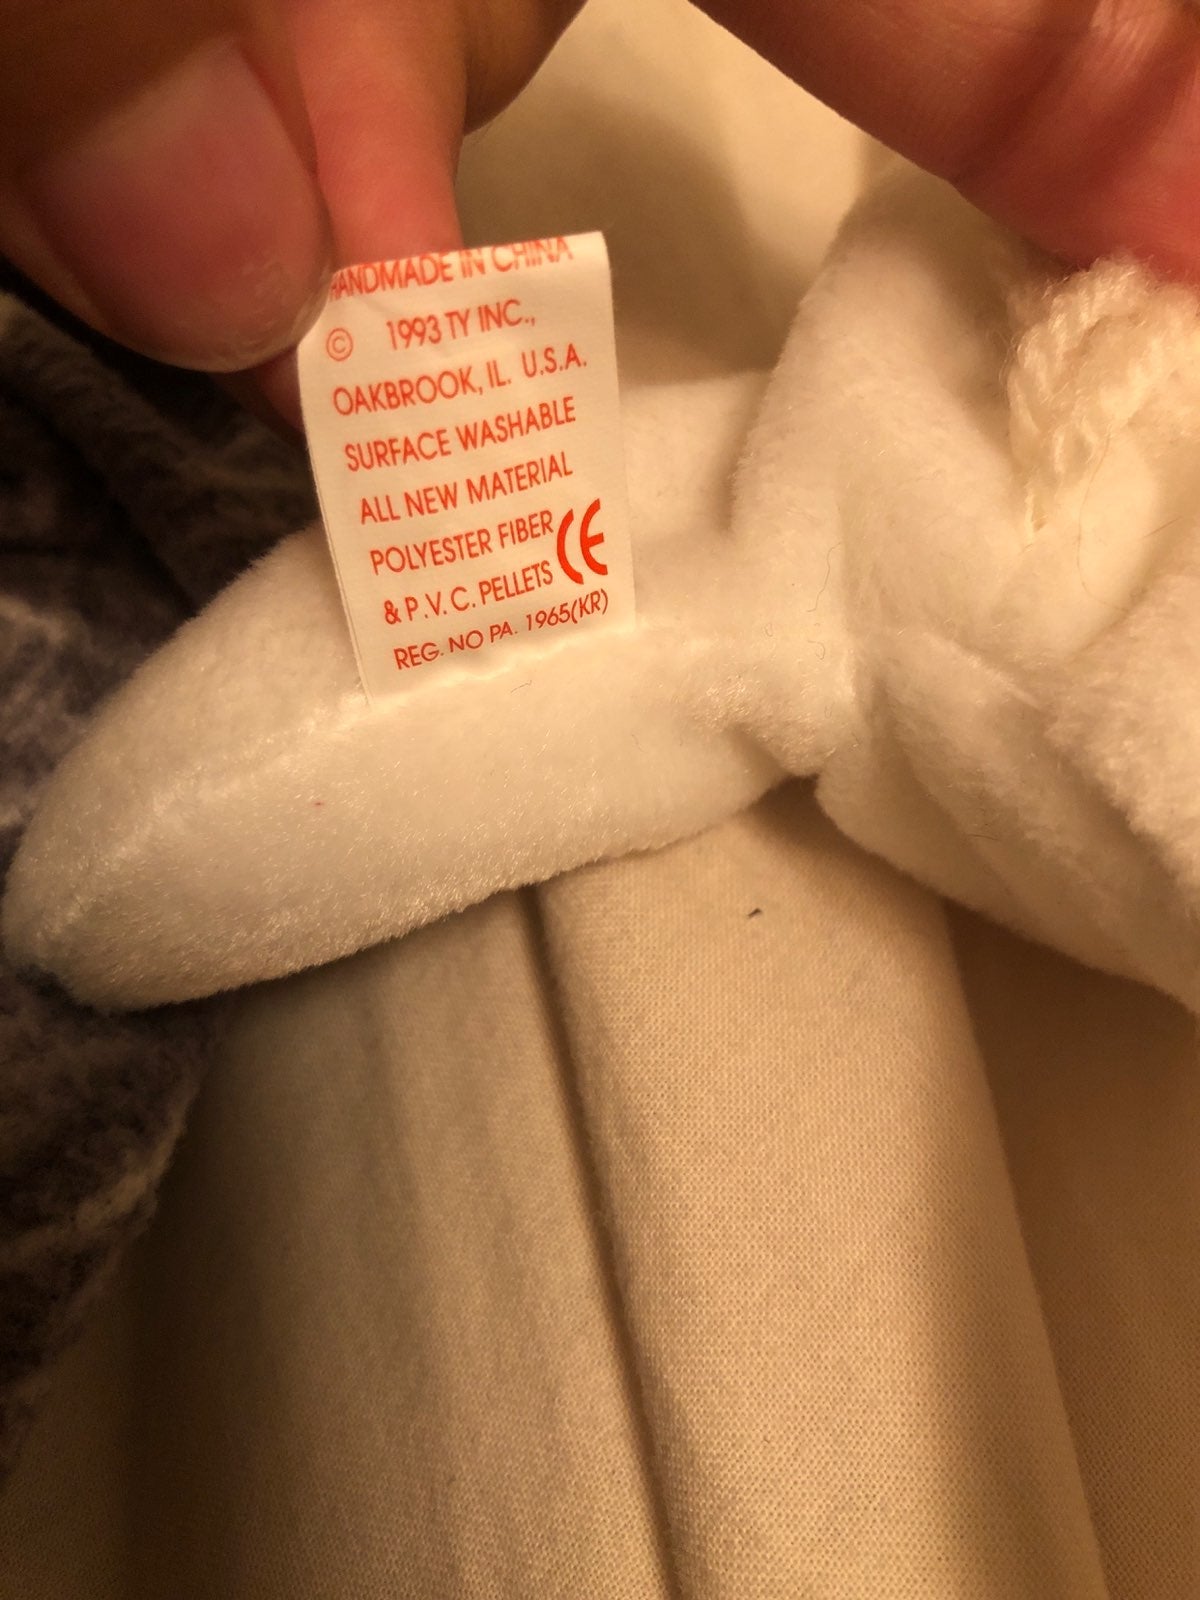 HANDMADE IN CHINA
© 1993 TY INC.,
OAKBROOK, IL. U.S.A.
SURFACE WASHABLE
ALL NEW MATERIAL
POLYESTER FIBER
& P.V.C. PELLETS CE
REG. NO PA. 1965(KR)